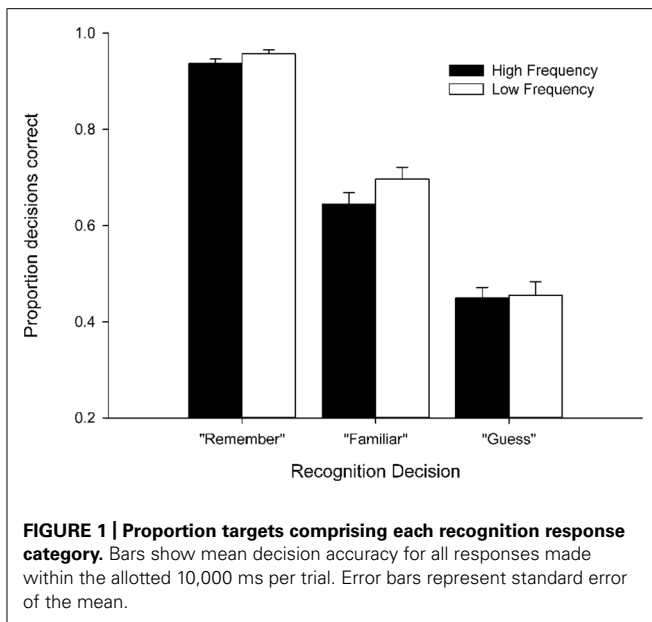 1.0
High Frequency
Low Frequency
0.8
0.6
0.4
0.2
Proportion decisions correct
"Remember"
"Familiar"
"Guess"
Recognition Decision
FIGURE 1 | Proportion targets comprising each recognition response
category. Bars show mean decision accuracy for all responses made
within the allotted 10,000 ms per trial. Error bars represent standard error
of the mean.